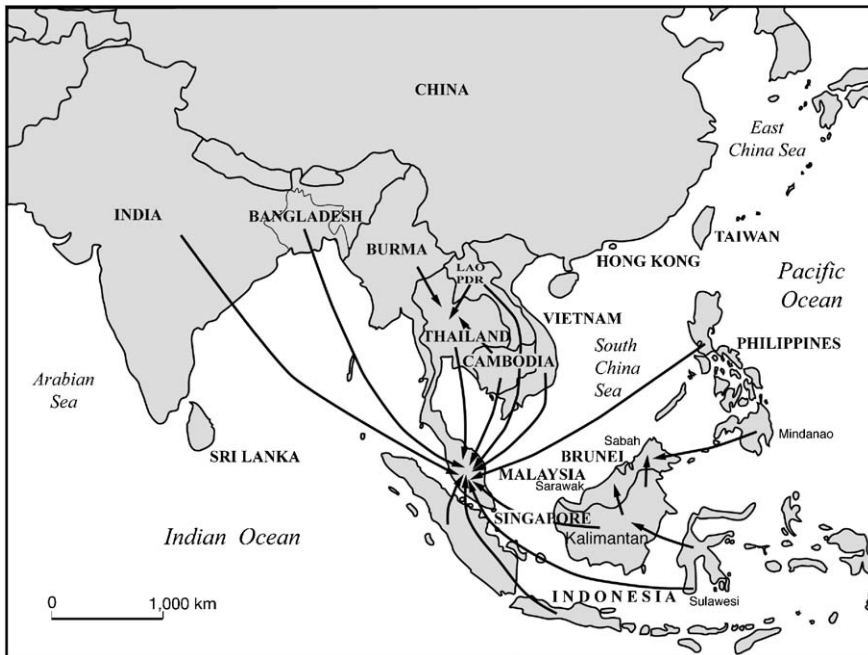 CHINA
East
China Sea
INDIA
BANGLADESH
BURMA
LAO
PDR
TAIWAN
HONG KONG
Pacific
Ocean
VIETNAM
THAILAND
South
China
Sea
PHILIPPINES
CAMBODIA
Arabian
Sea
Mindanao
SRI LANKA
BRUNEI
Sabah
MALAYSIA
Sarawak
SINGAPORE
Kalimantan
Indian Ocean
INDONESIA
Sulawesi
0 1,000 km